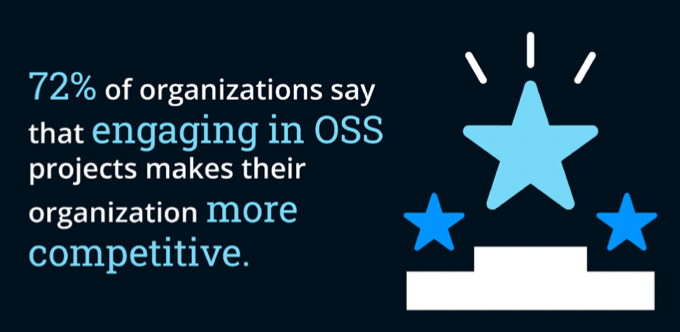 72% of organizations say
that engaging in OSS
projects makes their
organization more
competitive.